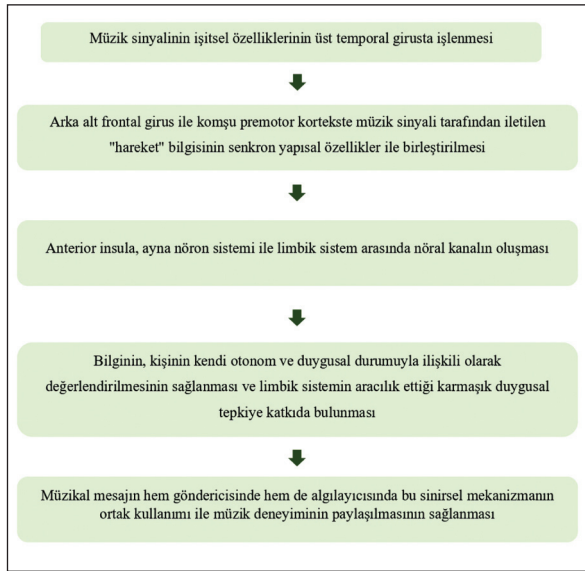 Müzik sinyalinin işitsel özelliklerinin üst temporal girusta işlenmesi
Arka alt frontal girus ile komşu premotor kortekste müzik sinyali tarafından iletilen
"hareket" bilgisinin senkron yapısal özellikler ile birleştirilmesi
Anterior insula, ayna nöron sistemi ile limbik sistem arasında nöral kanalın oluşması
Bilginin, kişinin kendi otonom ve duygusal durumuyla ilişkili olarak
değerlendirilmesinin sağlanması ve limbik sistemin aracılık ettiği karmaşık duygusal
tepkiye katkıda bulunması
Müzikal mesajın hem göndericisinde hem de algılayıcısında bu sinirsel mekanizmanın
ortak kullanımı ile müzik deneyiminin paylaşılmasının sağlanması